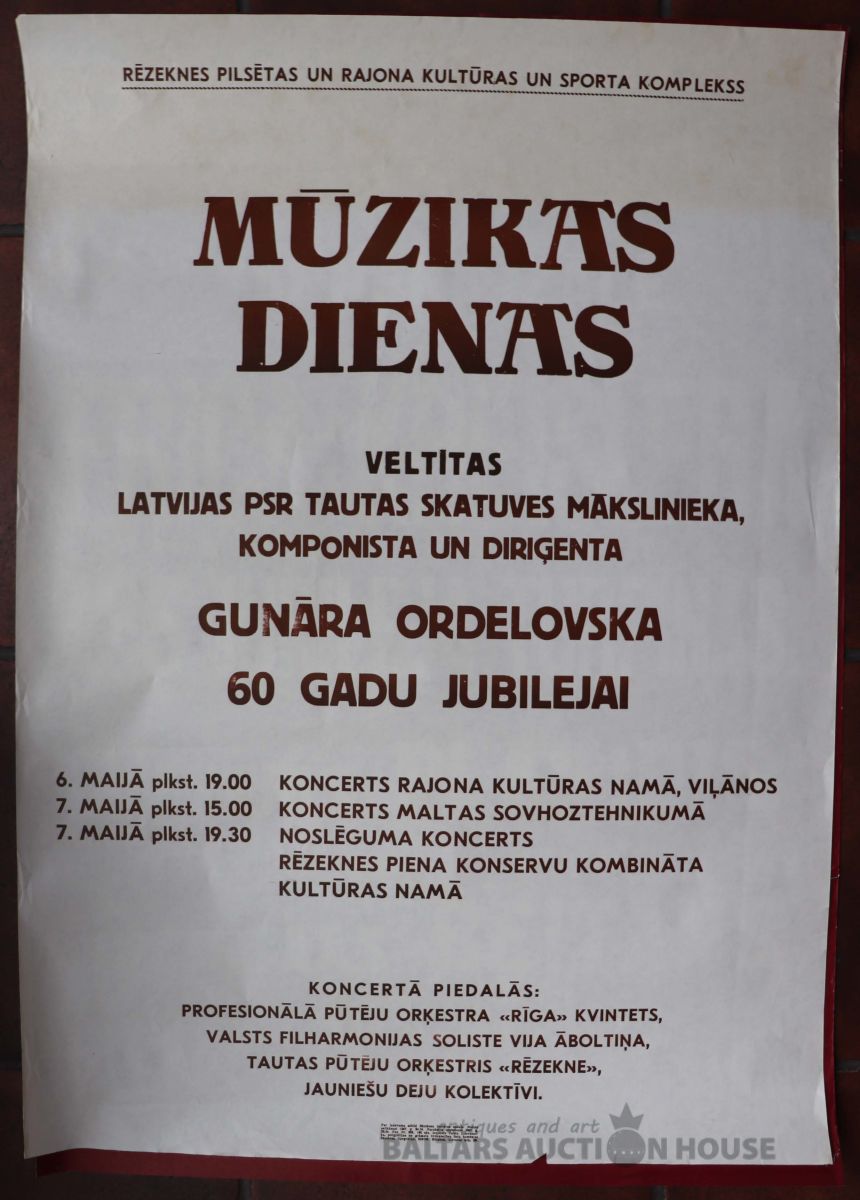 RĒZEKNES PILSĒTAS UN RAJONA KULTŪRAS UN SPORTA KOMPLEKSS
MŪZIKAS
DIENAS
VELTĪTAS
LATVIJAS PSR TAUTAS SKATUVES MĀKSLINIEKA,
KOMPONISTA UN DIRIĢENTA
GUNĀRA ORDELOVSKA
60 GADU JUBILEJAI
6. MAIJĀ plkst. 19.00 KONCERTS RAJONA KULTŪRAS NAMĀ, VIĻĀNOS
7. MAIJĀ plkst. 15.00 KONCERTS MALTAS SOVHOZTEHNIKUMĀ
7. MAIJĀ plkst. 19.30 NOSLĒGUMA KONCERTS
RĒZEKNES PIENA KONSERVU KOMBINĀTA
KULTŪRAS NAMĀ
KONCERTĀ PIEDALĀS:
PROFESIONĀLĀ PŪTĒJU ORĶESTRA «RĪGA» KVINTETS,
VALSTS FILHARMONIJAS SOLISTE VIJA ĀBOLTIŅA,
TAUTAS PŪTĒJU ORĶESTRIS «RĒZEKNE»,
JAUNIEŠU DEJU KOLEKTĪVI.
antiques and art
BALTARS AUCTION HOUSE